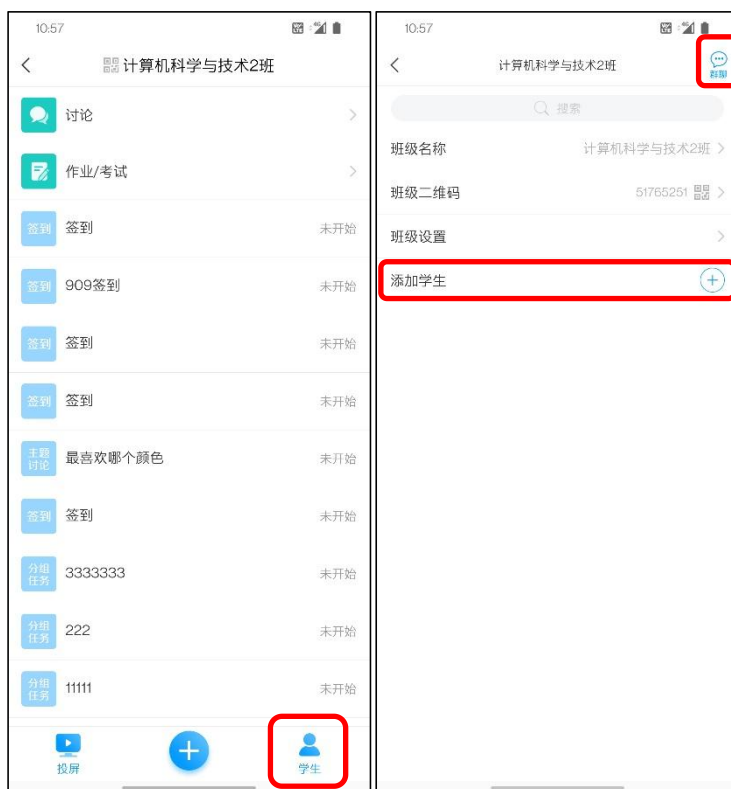 10:57
计算机科学与技术2班
讨论
作业/考试
签到 签到 未开始
签到 909签到 未开始
签到 签到 未开始
签到 签到 未开始
主题
讨论 最喜欢哪个颜色 未开始
签到 签到 未开始
分组
任务 3333333 未开始
分组
任务 222 未开始
分组
任务 11111 未开始
投屏 学生
10:57
计算机科学与技术2班 群聊
搜索
班级名称 计算机科学与技术2班
班级二维码 51765251
班级设置
添加学生